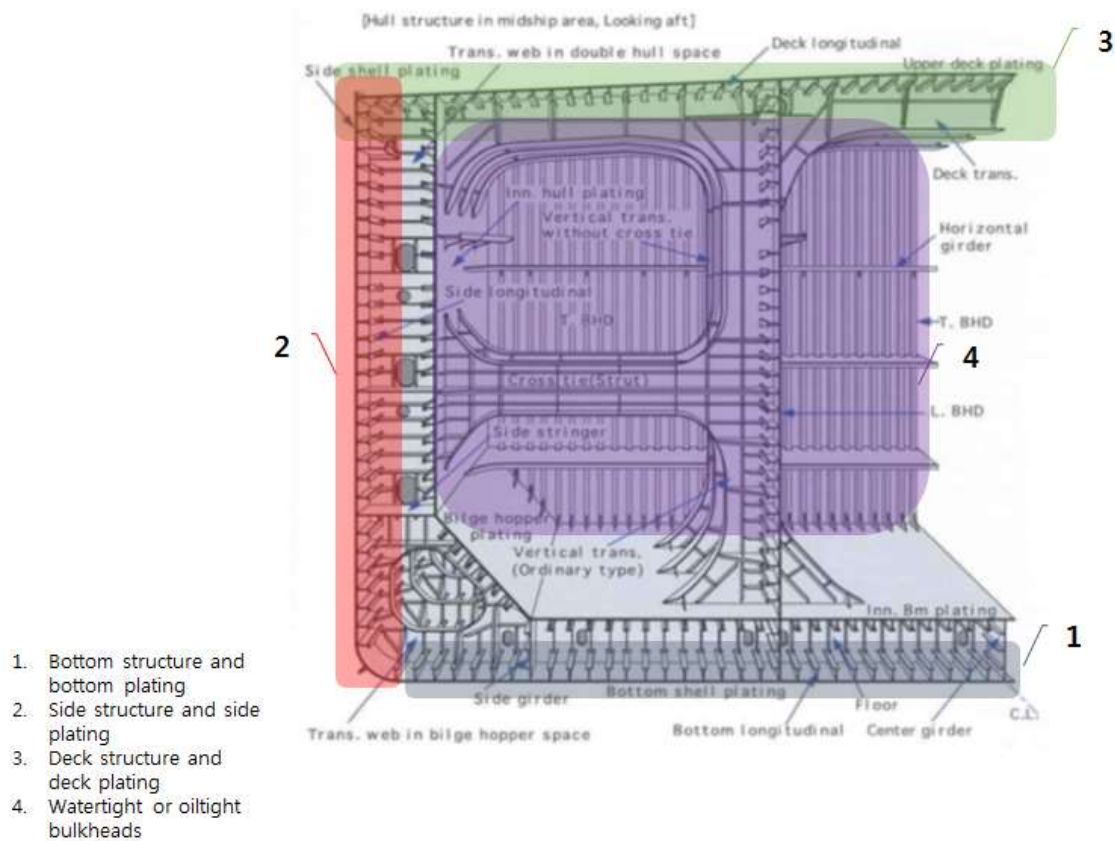 [Hull structure in midship area, Looking aft]
3
Trans. web in double hull space
Deck longitudinal
Side shell plating
Upper deck plating
Deck trans.
Inn. hull plating
Vertical trans.
without cross tie
Horizontal
girder
Side longitudinal
T. BHD
T. BHD
2
4
Cross tie(Strut)
L. BHD
Side stringer
Bilge hopper
plating
Vertical trans.
(Ordinary type)
Inn. Bm plating
1
Side girder
Bottom shell plating
Floor
C.L.
Trans. web in bilge hopper space
Bottom longitudinal
Center girder
1. Bottom structure and
bottom plating
2. Side structure and side
plating
3. Deck structure and
deck plating
4. Watertight or oiltight
bulkheads